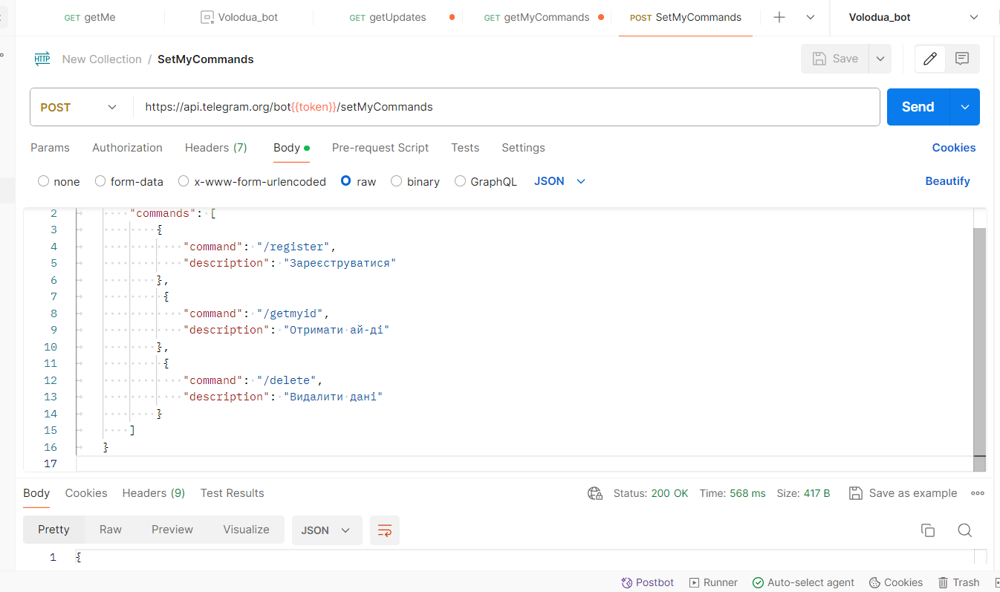 GET getMe Volodua_bot GET getUpdates GET getMyCommands POST SetMyCommands Volodua_bot
HTTP New Collection / SetMyCommands Save
POST https://api.telegram.org/bot{{token}}/setMyCommands Send
Params Authorization Headers (7) Body Pre-request Script Tests Settings Cookies
none form-data x-www-form-urlencoded raw binary GraphQL JSON Beautify
2 "commands": [
3 {
4 "command": "/register",
5 "description": "Зареєструватися"
6 },
7 {
8 "command": "/getmyid",
9 "description": "Отримати ай-ді"
10 },
11 {
12 "command": "/delete",
13 "description": "Видалити дані"
14 }
15 ]
16 }
17
Body Cookies Headers (9) Test Results Status: 200 OK Time: 568 ms Size: 417 B Save as example
Pretty Raw Preview Visualize JSON
1 {
Postbot Runner Auto-select agent Cookies Trash